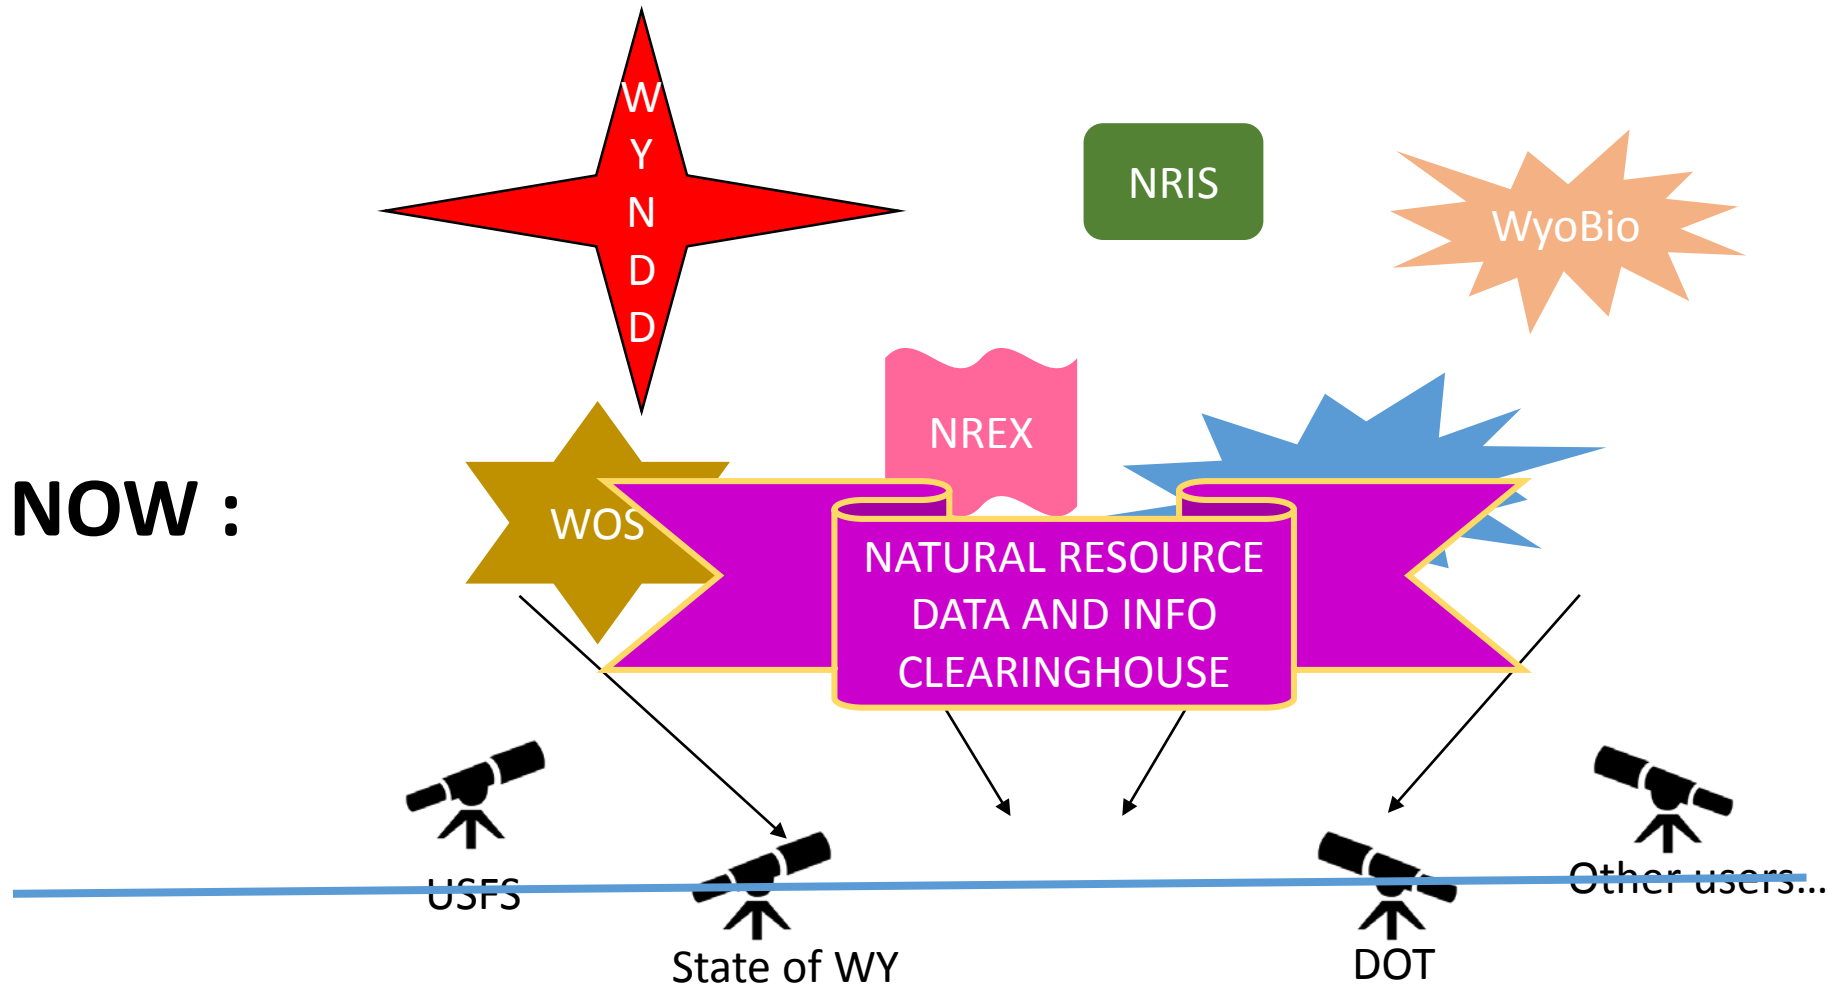 W
Y
N
D
D
NRIS
WyoBio
NREX
NOW :
WOS
NATURAL RESOURCE
DATA AND INFO
CLEARINGHOUSE
USFS
Other users...
State of WY
DOT